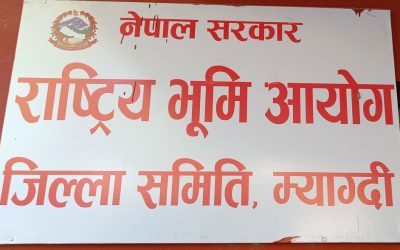 नेपाल सरकार
राष्ट्रिय भूमि आयोग
जिल्ला समिति, म्याग्दी